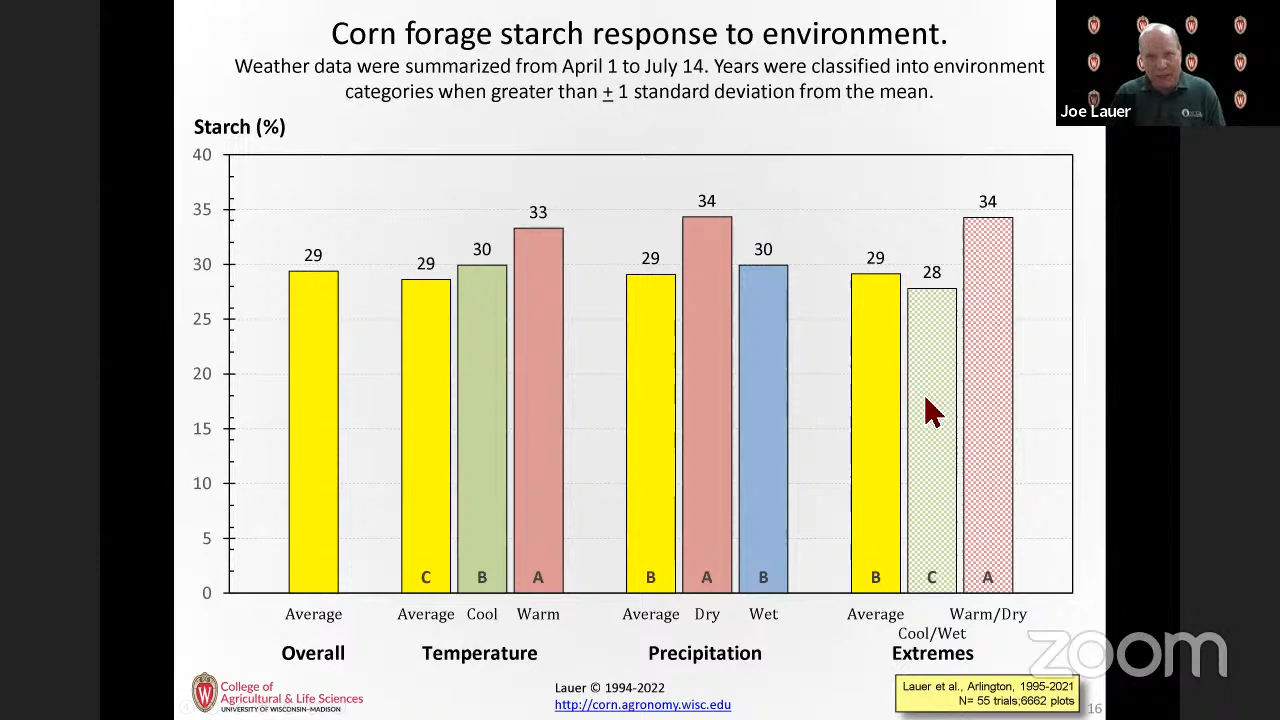 Corn forage starch response to environment.
Weather data were summarized from April 1 to July 14. Years were classified into environment
categories when greater than + 1 standard deviation from the mean.
Joe Lauer
Starch (%)
40
35
30
25
20
15
10
5
0
29
29
30
33
29
34
30
29
28
34
C
B
A
B
A
B
B
C
A
Average
Average
Cool
Warm
Average
Dry
Wet
Average
Cool/Wet
Warm/Dry
Overall
Temperature
Precipitation
Extremes
zoom
College of
Agricultural & Life Sciences
UNIVERSITY OF WISCONSIN–MADISON
Lauer © 1994-2022
http://corn.agronomy.wisc.edu
Lauer et al., Arlington, 1995-2021
N= 55 trials;6662 plots
16